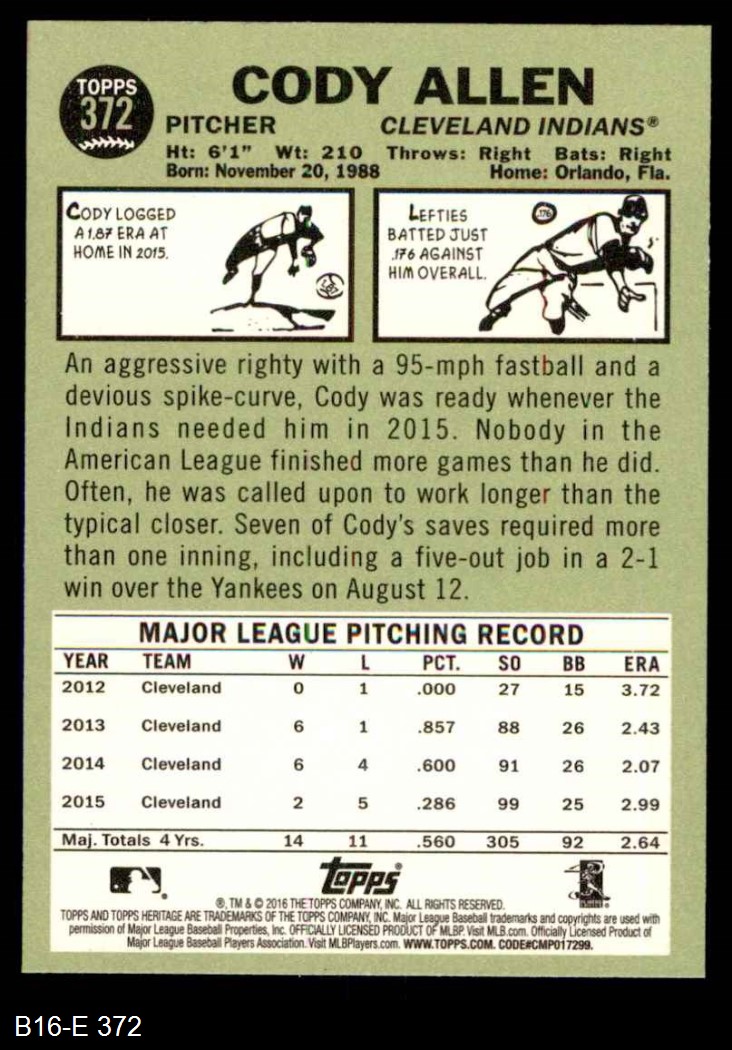 TOPPS
372
CODY ALLEN
PITCHER CLEVELAND INDIANS®
Ht: 6'1" Wt: 210 Throws: Right Bats: Right
Born: November 20, 1988 Home: Orlando, Fla.
CODY LOGGED
A 1.87 ERA AT
HOME IN 2015.
LEFTIES
BATTED JUST
.176 AGAINST
HIM OVERALL.
.176
An aggressive righty with a 95-mph fastball and a
devious spike-curve, Cody was ready whenever the
Indians needed him in 2015. Nobody in the
American League finished more games than he did.
Often, he was called upon to work longer than the
typical closer. Seven of Cody's saves required more
than one inning, including a five-out job in a 2-1
win over the Yankees on August 12.
MAJOR LEAGUE PITCHING RECORD
YEAR TEAM W L PCT. SO BB ERA
2012 Cleveland 0 1 .000 27 15 3.72
2013 Cleveland 6 1 .857 88 26 2.43
2014 Cleveland 6 4 .600 91 26 2.07
2015 Cleveland 2 5 .286 99 25 2.99
Maj. Totals 4 Yrs. 14 11 .560 305 92 2.64
Topps
®, TM & © 2016 THE TOPPS COMPANY, INC. ALL RIGHTS RESERVED.
TOPPS AND TOPPS HERITAGE ARE TRADEMARKS OF THE TOPPS COMPANY, INC. Major League Baseball trademarks and copyrights are used with
permission of Major League Baseball Properties, Inc. OFFICIALLY LICENSED PRODUCT OF MLBP. Visit MLB.com. Officially Licensed Product of
Major League Baseball Players Association. Visit MLBPlayers.com. WWW.TOPPS.COM. CODE#CMP017299.
B16-E 372